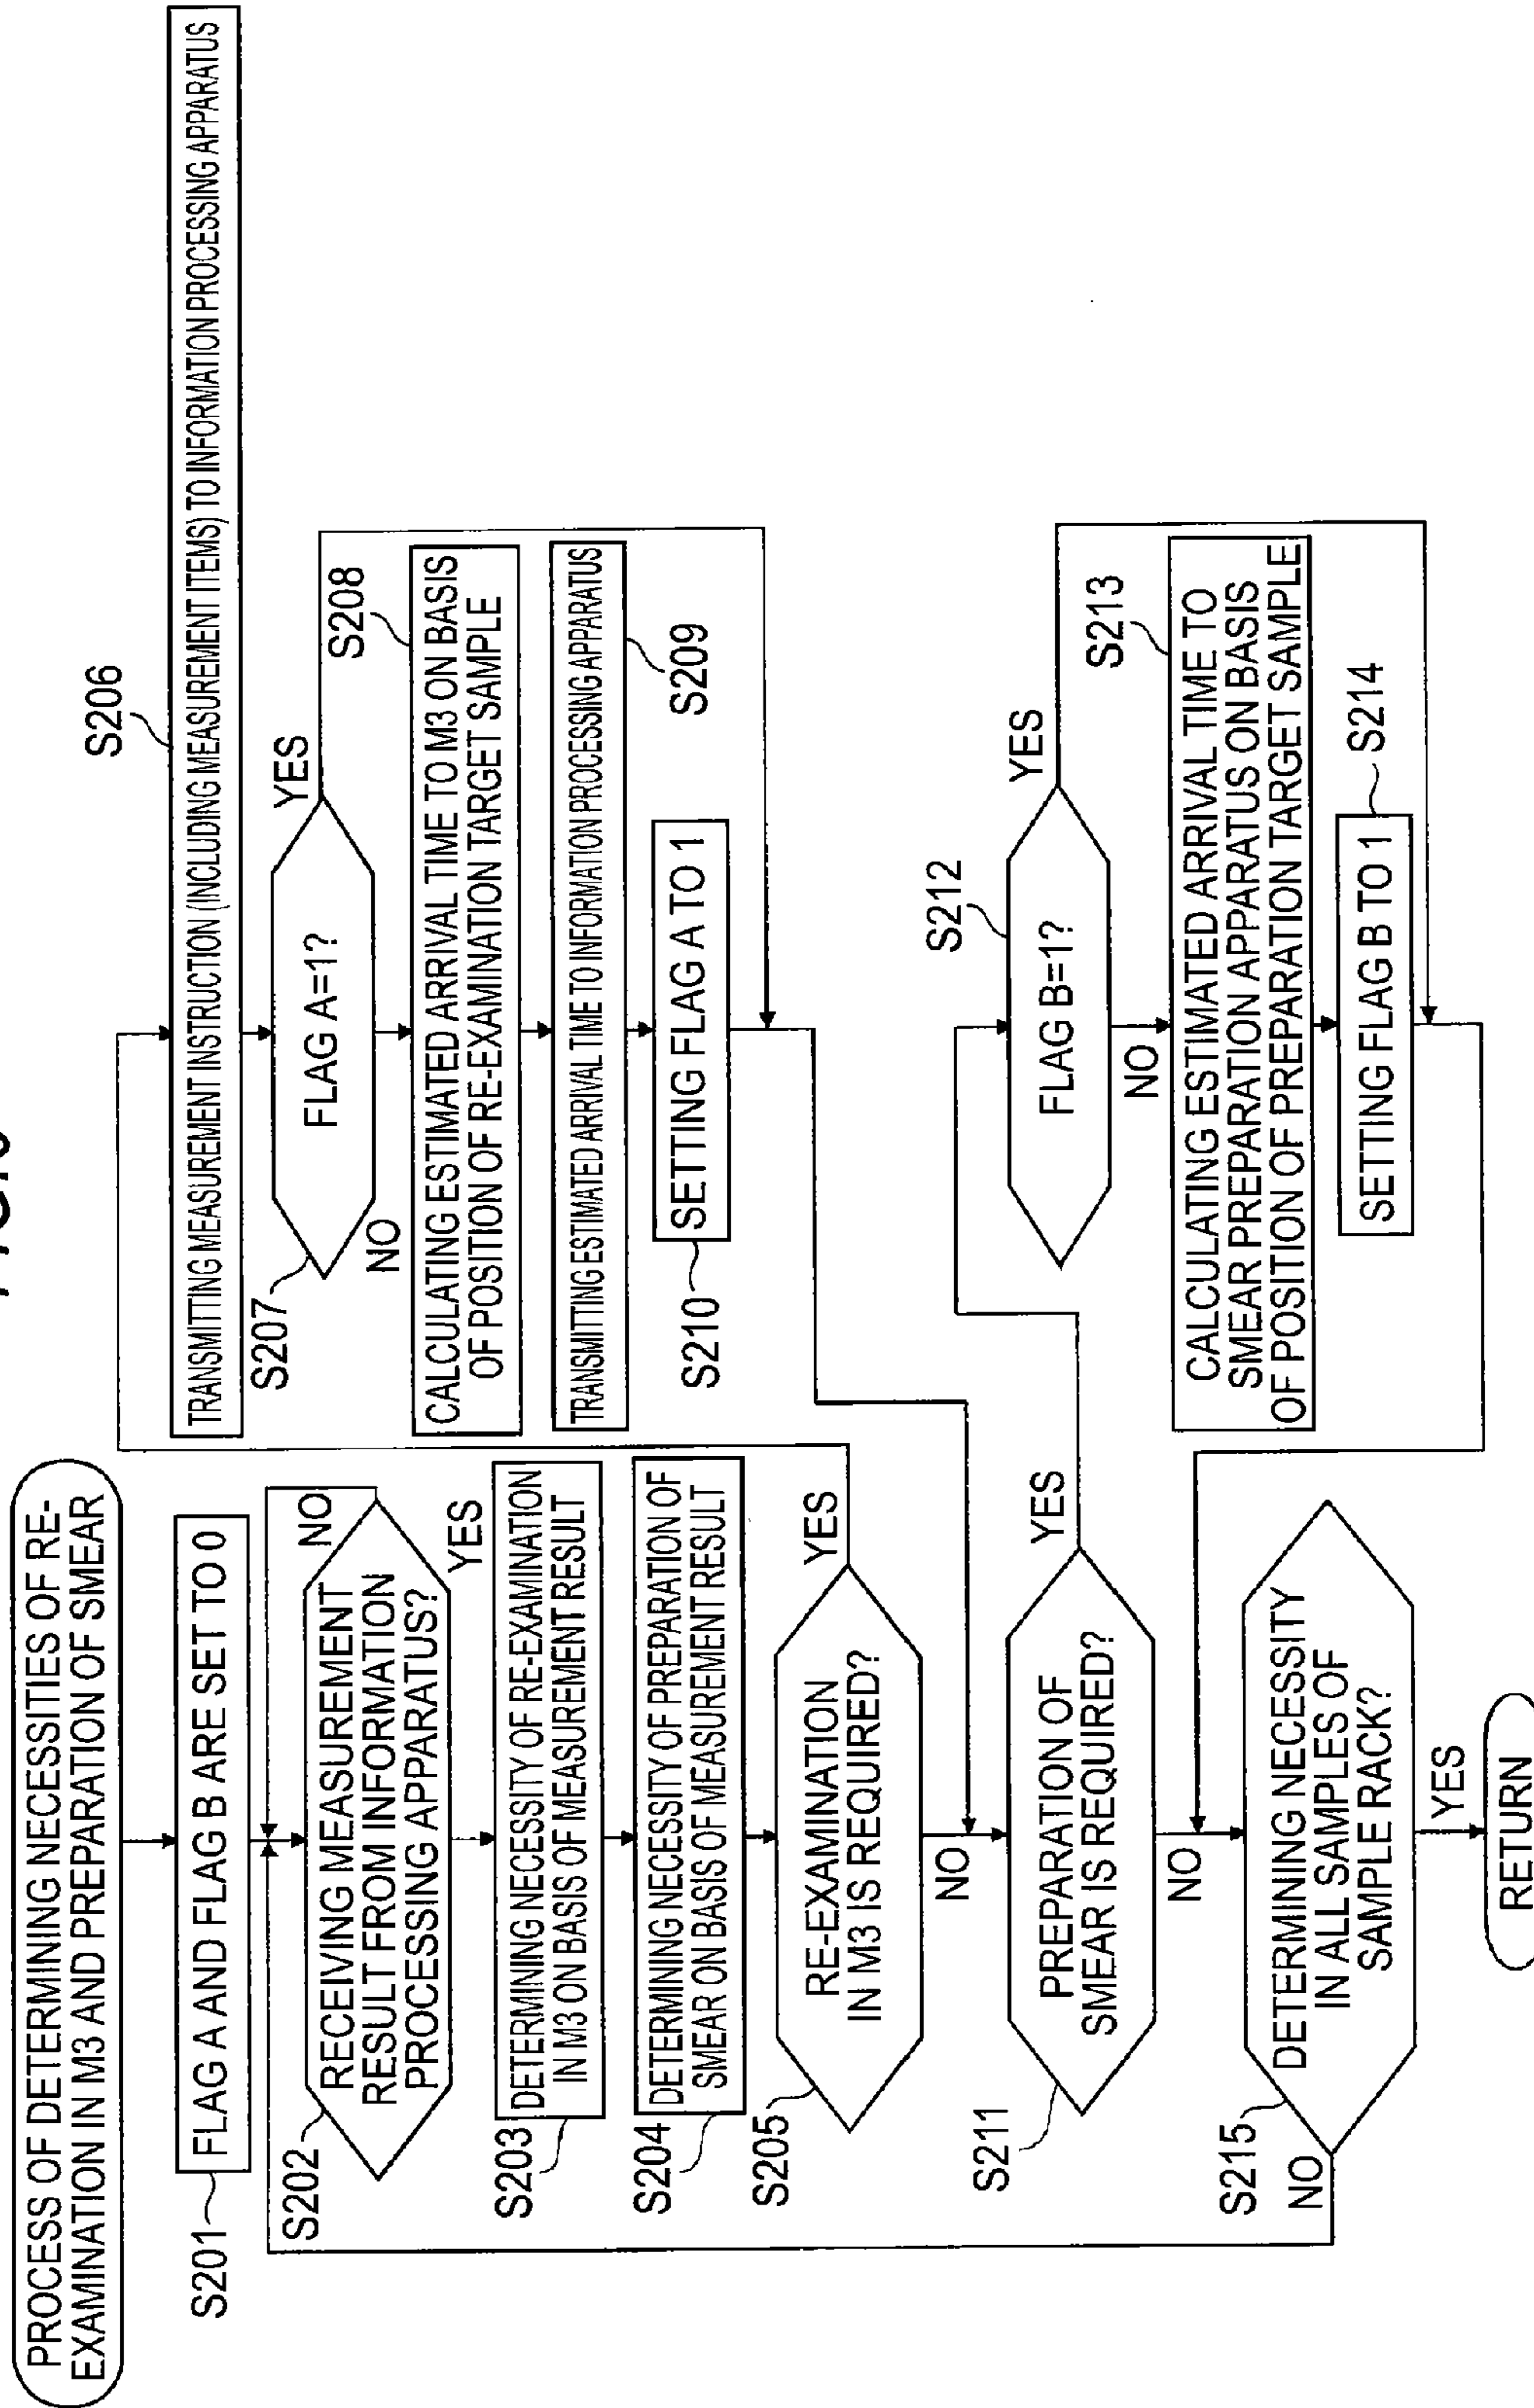 PROCESS OF DETERMINING NECESSITIES OF RE-
EXAMINATION IN M3 AND PREPARATION OF SMEAR
S201
FLAG A AND FLAG B ARE SET TO 0
S202
RECEIVING MEASUREMENT
RESULT FROM INFORMATION
PROCESSING APPARATUS?
NO
YES
S203
DETERMINING NECESSITY OF RE-EXAMINATION
IN M3 ON BASIS OF MEASUREMENT RESULT
S204
DETERMINING NECESSITY OF PREPARATION OF
SMEAR ON BASIS OF MEASUREMENT RESULT
S205
RE-EXAMINATION
IN M3 IS REQUIRED?
YES
NO
S206
TRANSMITTING MEASUREMENT INSTRUCTION (INCLUDING MEASUREMENT ITEMS) TO INFORMATION PROCESSING APPARATUS
S207
FLAG A=1?
YES
NO
S208
CALCULATING ESTIMATED ARRIVAL TIME TO M3 ON BASIS
OF POSITION OF RE-EXAMINATION TARGET SAMPLE
TRANSMITTING ESTIMATED ARRIVAL TIME TO INFORMATION PROCESSING APPARATUS
S209
S210
SETTING FLAG A TO 1
S211
PREPARATION OF
SMEAR IS REQUIRED?
YES
NO
S212
FLAG B=1?
YES
NO
S213
CALCULATING ESTIMATED ARRIVAL TIME TO
SMEAR PREPARATION APPARATUS ON BASIS
OF POSITION OF PREPARATION TARGET SAMPLE
SETTING FLAG B TO 1
S214
S215
DETERMINING NECESSITY
IN ALL SAMPLES OF
SAMPLE RACK?
NO
YES
RETURN